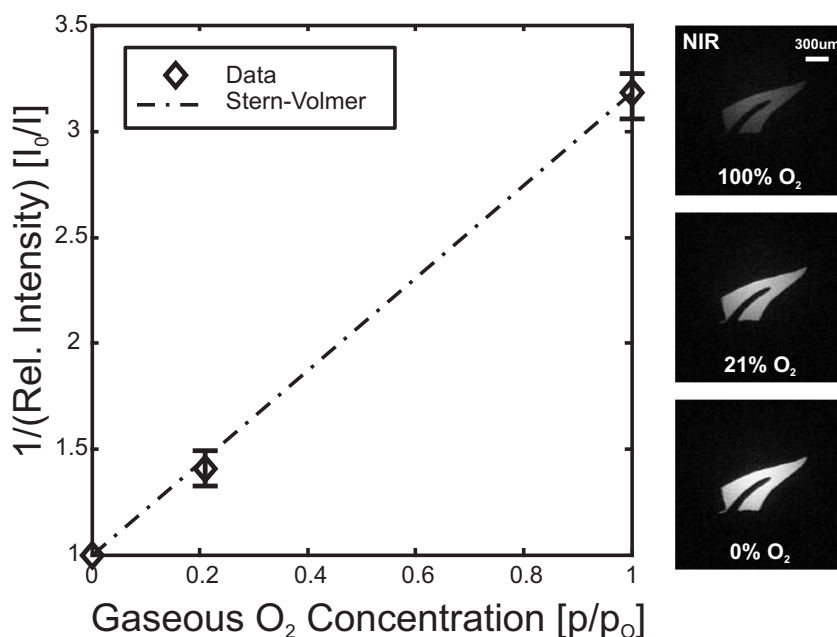 3.5
3
2.5
2
1.5
1
0
0.2
0.4
0.6
0.8
1
1/(Rel. Intensity) [I₀/I]
Gaseous O₂ Concentration [p/p₀]
Data
Stern-Volmer
NIR
300um
100% O₂
21% O₂
0% O₂